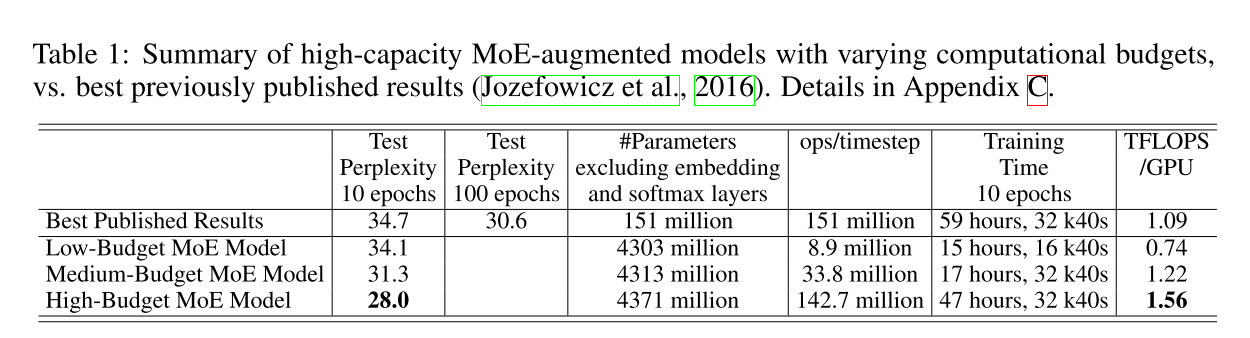 Table 1: Summary of high-capacity MoE-augmented models with varying computational budgets,
vs. best previously published results (Jozefowicz et al., 2016). Details in Appendix C.
Test Test #Parameters ops/timestep Training TFLOPS
Perplexity Perplexity excluding embedding Time /GPU
10 epochs 100 epochs and softmax layers 10 epochs
Best Published Results 34.7 30.6 151 million 151 million 59 hours, 32 k40s 1.09
Low-Budget MoE Model 34.1 4303 million 8.9 million 15 hours, 16 k40s 0.74
Medium-Budget MoE Model 31.3 4313 million 33.8 million 17 hours, 32 k40s 1.22
High-Budget MoE Model 28.0 4371 million 142.7 million 47 hours, 32 k40s 1.56